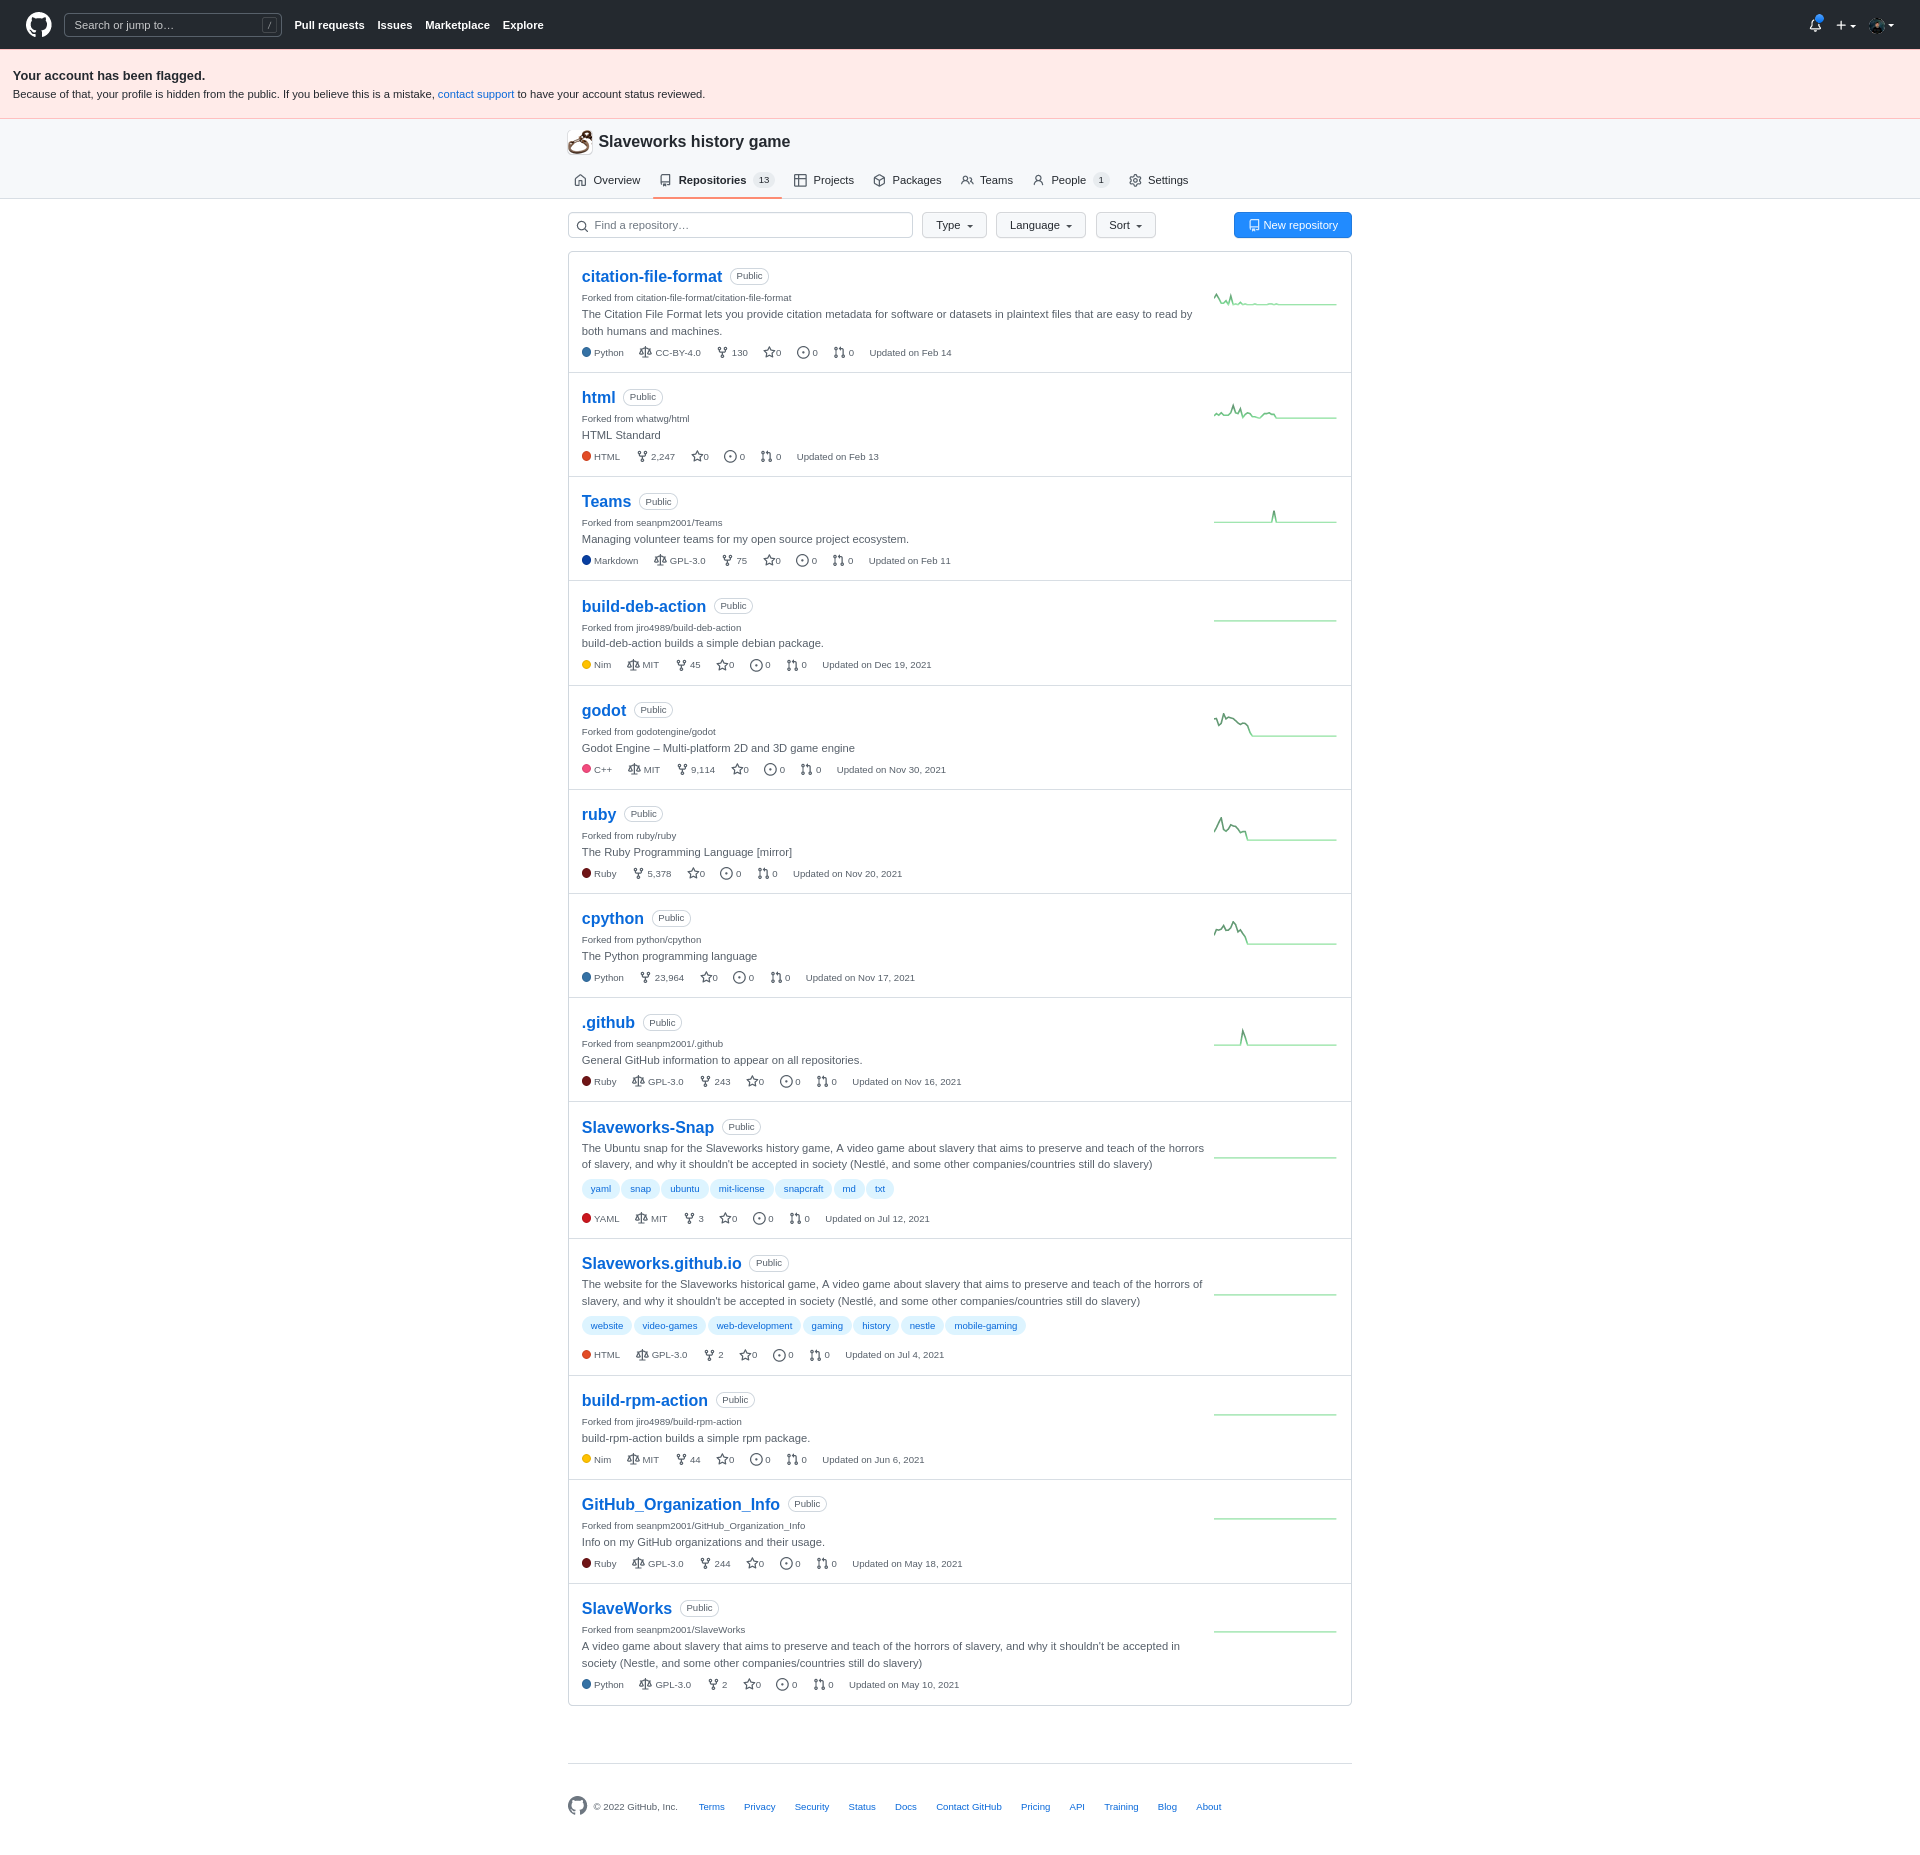 Search or jump to… /
Pull requests Issues Marketplace Explore
Your account has been flagged.
Because of that, your profile is hidden from the public. If you believe this is a mistake, contact support to have your account status reviewed.
Slaveworks history game
Overview Repositories 13 Projects Packages Teams People 1 Settings
Find a repository… Type Language Sort New repository
citation-file-format Public
Forked from citation-file-format/citation-file-format
The Citation File Format lets you provide citation metadata for software or datasets in plaintext files that are easy to read by
both humans and machines.
Python CC-BY-4.0 130 0 0 0 Updated on Feb 14
html Public
Forked from whatwg/html
HTML Standard
HTML 2,247 0 0 0 Updated on Feb 13
Teams Public
Forked from seanpm2001/Teams
Managing volunteer teams for my open source project ecosystem.
Markdown GPL-3.0 75 0 0 0 Updated on Feb 11
build-deb-action Public
Forked from jiro4989/build-deb-action
build-deb-action builds a simple debian package.
Nim MIT 45 0 0 0 Updated on Dec 19, 2021
godot Public
Forked from godotengine/godot
Godot Engine – Multi-platform 2D and 3D game engine
C++ MIT 9,114 0 0 0 Updated on Nov 30, 2021
ruby Public
Forked from ruby/ruby
The Ruby Programming Language [mirror]
Ruby 5,378 0 0 0 Updated on Nov 20, 2021
cpython Public
Forked from python/cpython
The Python programming language
Python 23,964 0 0 0 Updated on Nov 17, 2021
.github Public
Forked from seanpm2001/.github
General GitHub information to appear on all repositories.
Ruby GPL-3.0 243 0 0 0 Updated on Nov 16, 2021
Slaveworks-Snap Public
The Ubuntu snap for the Slaveworks history game, A video game about slavery that aims to preserve and teach of the horrors
of slavery, and why it shouldn't be accepted in society (Nestlé, and some other companies/countries still do slavery)
yaml snap ubuntu mit-license snapcraft md txt
YAML MIT 3 0 0 0 Updated on Jul 12, 2021
Slaveworks.github.io Public
The website for the Slaveworks historical game, A video game about slavery that aims to preserve and teach of the horrors of
slavery, and why it shouldn't be accepted in society (Nestlé, and some other companies/countries still do slavery)
website video-games web-development gaming history nestle mobile-gaming
HTML GPL-3.0 2 0 0 0 Updated on Jul 4, 2021
build-rpm-action Public
Forked from jiro4989/build-rpm-action
build-rpm-action builds a simple rpm package.
Nim MIT 44 0 0 0 Updated on Jun 6, 2021
GitHub_Organization_Info Public
Forked from seanpm2001/GitHub_Organization_Info
Info on my GitHub organizations and their usage.
Ruby GPL-3.0 244 0 0 0 Updated on May 18, 2021
SlaveWorks Public
Forked from seanpm2001/SlaveWorks
A video game about slavery that aims to preserve and teach of the horrors of slavery, and why it shouldn't be accepted in
society (Nestle, and some other companies/countries still do slavery)
Python GPL-3.0 2 0 0 0 Updated on May 10, 2021
© 2022 GitHub, Inc. Terms Privacy Security Status Docs Contact GitHub Pricing API Training Blog About